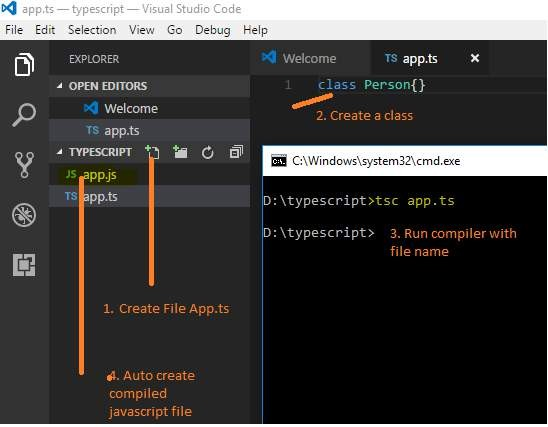 app.ts — typescript — Visual Studio Code
File Edit Selection View Go Debug Help
EXPLORER
OPEN EDITORS
Welcome
TS app.ts
TYPESCRIPT
JS app.js
TS app.ts
1. Create File App.ts
4. Auto create
compiled
javascript file
Welcome
TS app.ts
1 class Person{}
2. Create a class
C:\Windows\system32\cmd.exe
D:\typescript>tsc app.ts
D:\typescript>
3. Run compiler with
file name